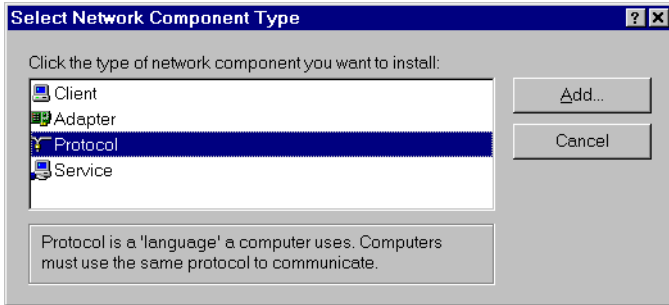 Select Network Component Type
Click the type of network component you want to install:
Client
Adapter
Protocol
Service
Add...
Cancel
Protocol is a 'language' a computer uses. Computers
must use the same protocol to communicate.